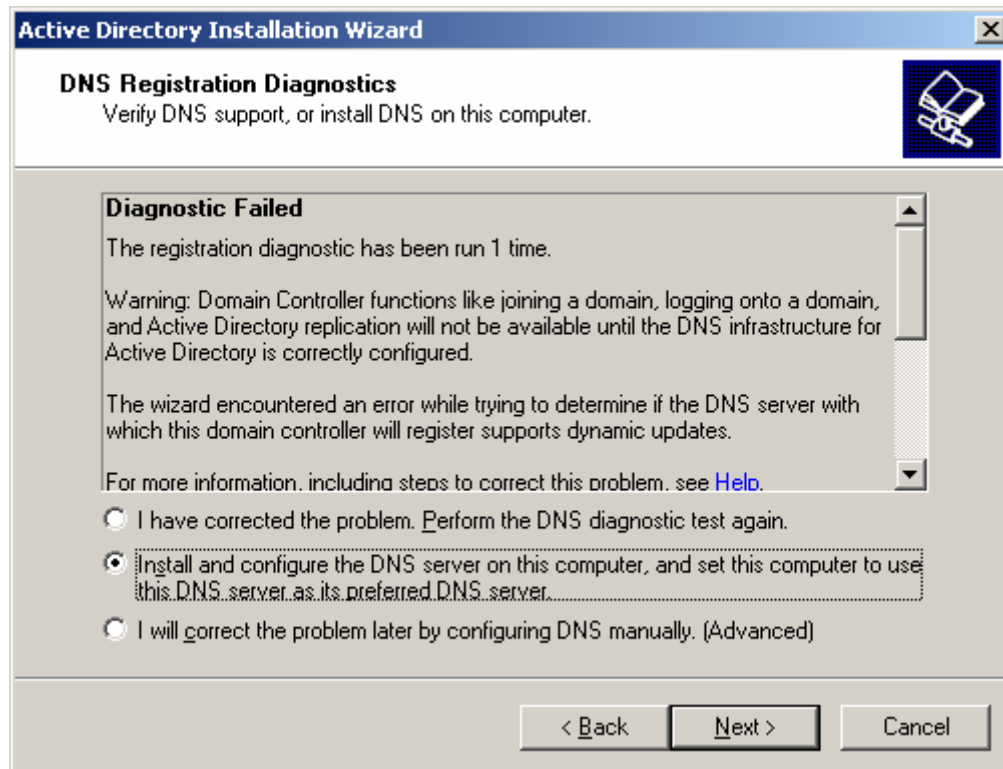 Active Directory Installation Wizard
DNS Registration Diagnostics
Verify DNS support, or install DNS on this computer.
Diagnostic Failed
The registration diagnostic has been run 1 time.
Warning: Domain Controller functions like joining a domain, logging onto a domain,
and Active Directory replication will not be available until the DNS infrastructure for
Active Directory is correctly configured.
The wizard encountered an error while trying to determine if the DNS server with
which this domain controller will register supports dynamic updates.
For more information, including steps to correct this problem, see Help.
I have corrected the problem. Perform the DNS diagnostic test again.
Install and configure the DNS server on this computer, and set this computer to use
this DNS server as its preferred DNS server.
I will correct the problem later by configuring DNS manually. (Advanced)
< Back
Next >
Cancel